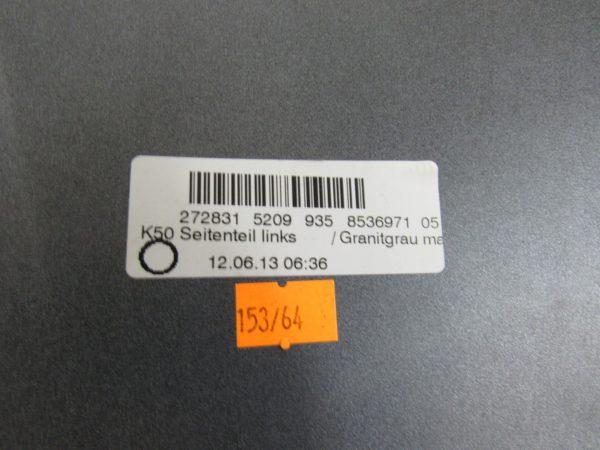 272831 5209 935 8536971 05
K50 Seitenteil links /Granitgrau ma
12.06.13 06:36
153/64